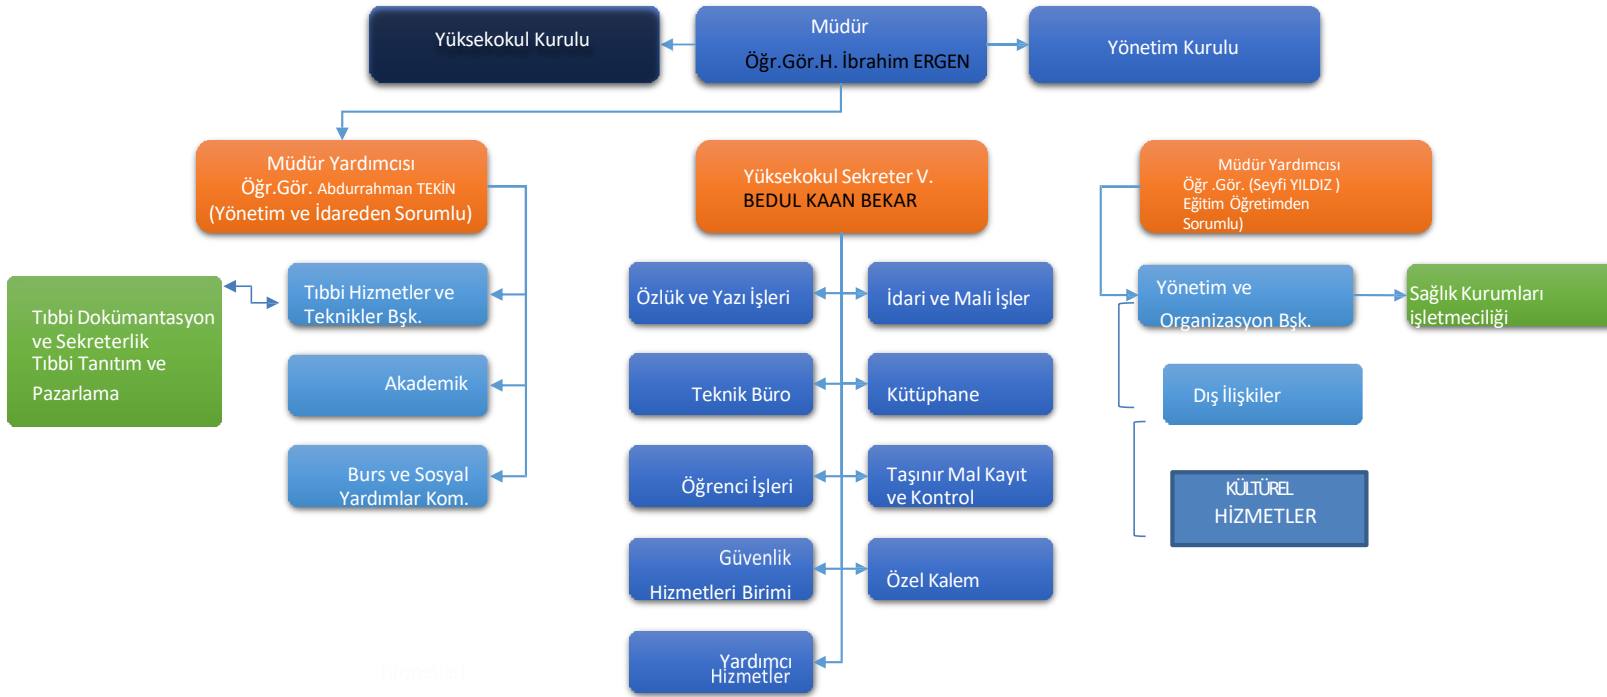 Yüksekokul Kurulu
Müdür
Öğr.Gör.H. İbrahim ERGEN
Yönetim Kurulu
Müdür Yardımcısı
Öğr.Gör. Abdurrahman TEKİN
(Yönetim ve İdareden Sorumlu)
Yüksekokul Sekreter V.
BEDUL KAAN BEKAR
Müdür Yardımcısı
Öğr .Gör. (Seyfi YILDIZ )
Eğitim Öğretimden
Sorumlu)
Tıbbi Dokümantasyon
ve Sekreterlik
Tıbbi Tanıtım ve
Pazarlama
Tıbbi Hizmetler ve
Teknikler Bşk.
Akademik
Burs ve Sosyal
Yardımlar Kom.
Özlük ve Yazı İşleri
İdari ve Mali İşler
Teknik Büro
Kütüphane
Öğrenci İşleri
Taşınır Mal Kayıt
ve Kontrol
Güvenlik
Hizmetleri Birimi
Özel Kalem
Yardımcı
Hizmetler
Yönetim ve
Organizasyon Bşk.
Sağlık Kurumları
işletmeciliği
Dış İlişkiler
KÜLTÜREL
HİZMETLER